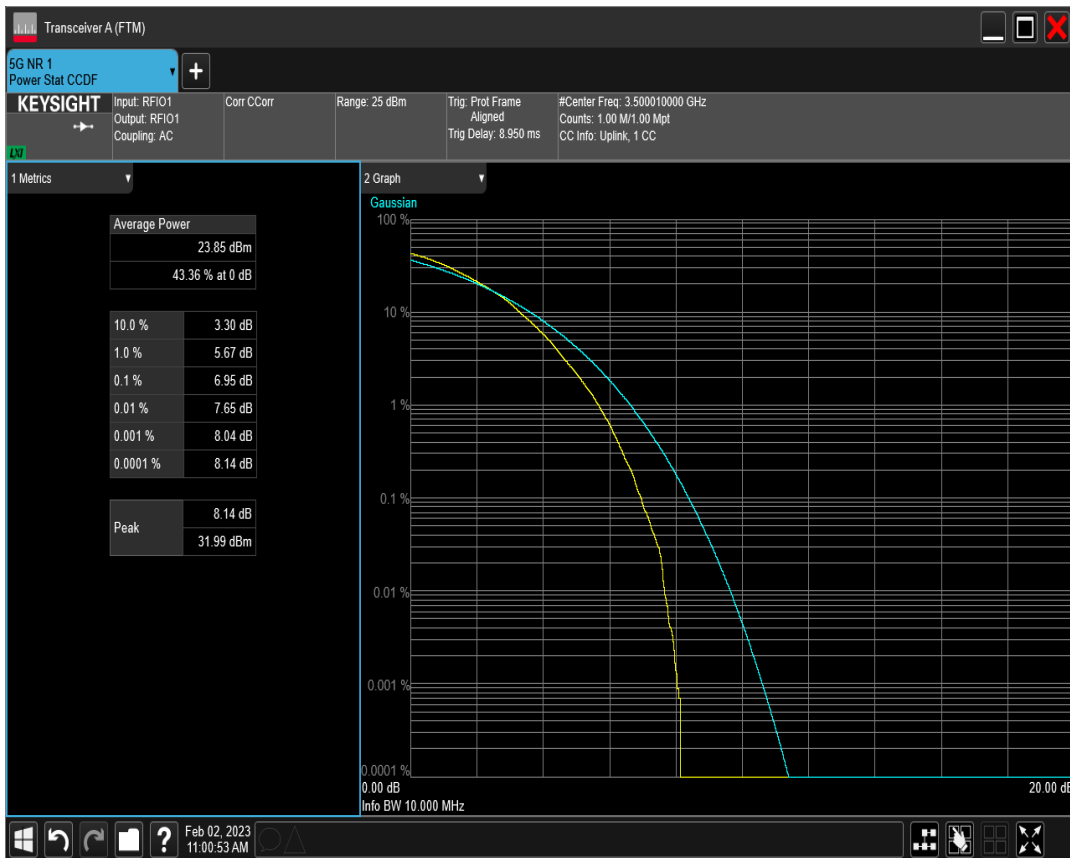 Transceiver A (FTM)
5G NR 1
Power Stat CCDF
+
KEYSIGHT
LXI
Input: RFIO1
Output: RFIO1
Coupling: AC
Corr CCorr
Range: 25 dBm
Trig: Prot Frame
Aligned
Trig Delay: 8.950 ms
#Center Freq: 3.500010000 GHz
Counts: 1.00 M/1.00 Mpt
CC Info: Uplink, 1 CC
1 Metrics
Average Power
23.85 dBm
43.36 % at 0 dB
10.0 % 3.30 dB
1.0 % 5.67 dB
0.1 % 6.95 dB
0.01 % 7.65 dB
0.001 % 8.04 dB
0.0001 % 8.14 dB
Peak
8.14 dB
31.99 dBm
2 Graph
Gaussian
100 %
10 %
1 %
0.1 %
0.01 %
0.001 %
0.0001 %
0.00 dB 20.00 dB
Info BW 10.000 MHz
?
Feb 02, 2023
11:00:53 AM